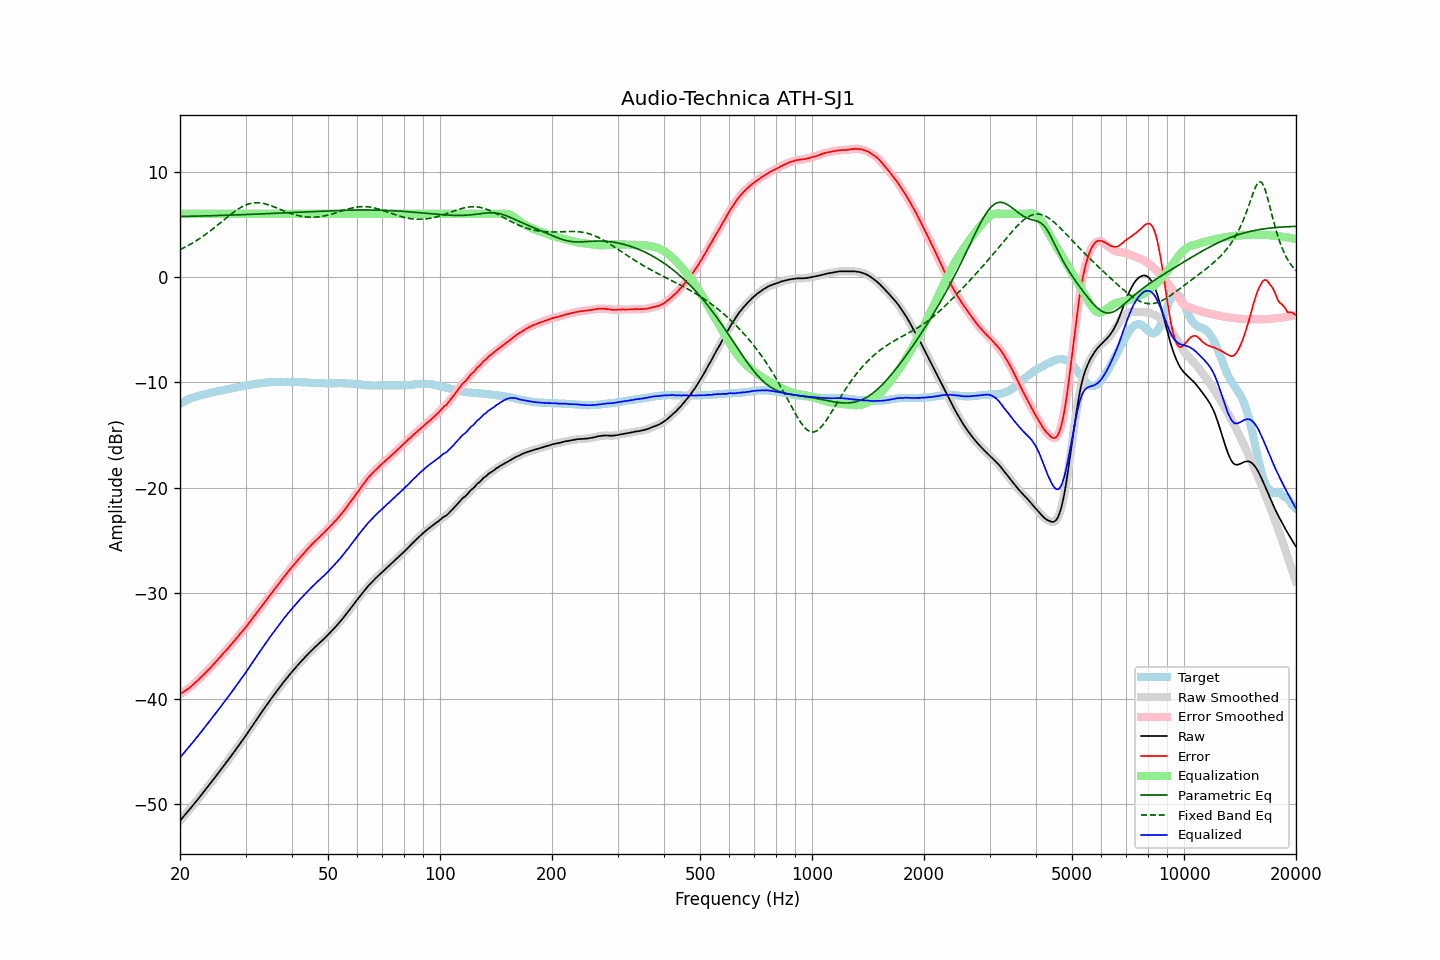 Audio-Technica ATH-SJ1
Amplitude (dBr)
10
0
−10
−20
−30
−40
−50
20
50
100
200
500
1000
2000
5000
10000
20000
Frequency (Hz)
Target
Raw Smoothed
Error Smoothed
Raw
Error
Equalization
Parametric Eq
Fixed Band Eq
Equalized